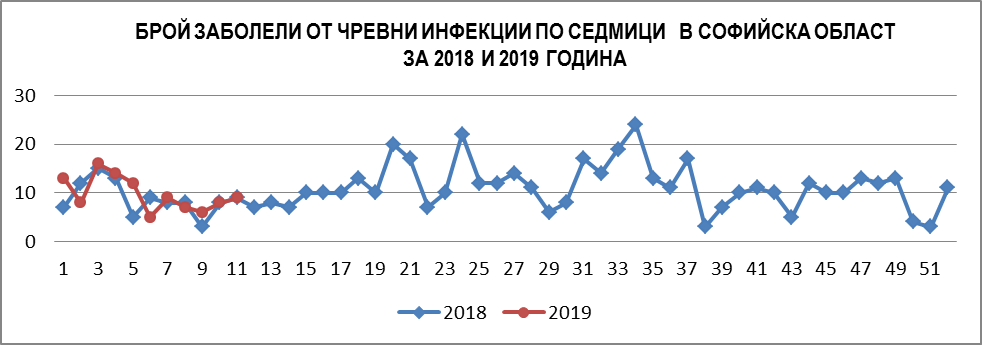 БРОЙ ЗАБОЛЕЛИ ОТ ЧРЕВНИ ИНФЕКЦИИ ПО СЕДМИЦИ В СОФИЙСКА ОБЛАСТ
ЗА 2018 И 2019 ГОДИНА
30
20
10
0
1 3 5 7 9 11 13 15 17 19 21 23 25 27 29 31 33 35 37 39 41 43 45 47 49 51
2018 2019